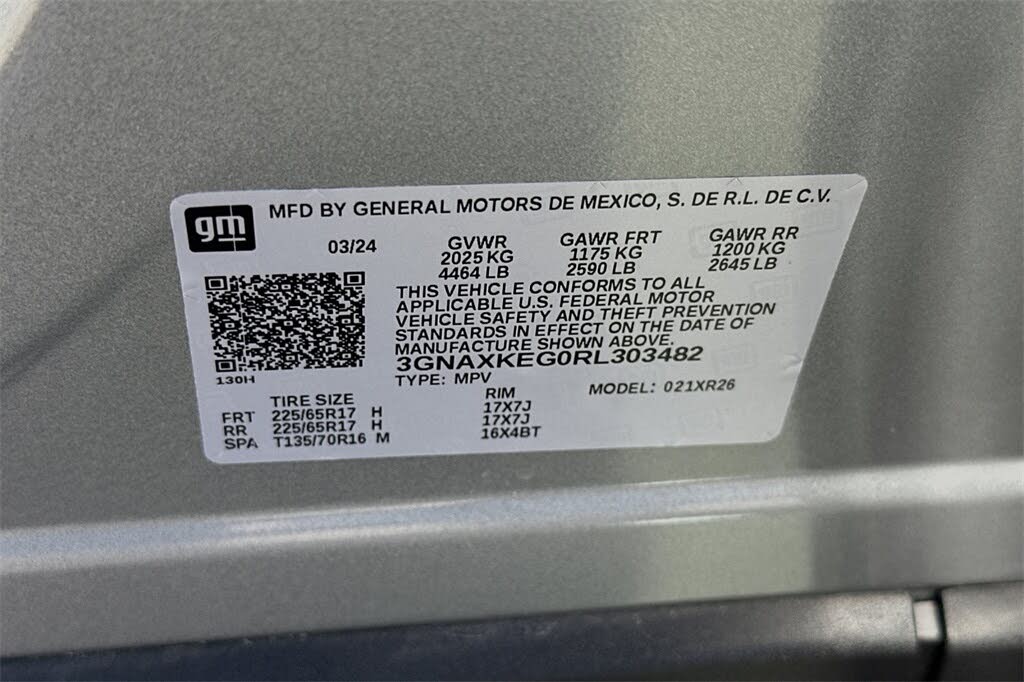 gm MFD BY GENERAL MOTORS DE MEXICO, S. DE R.L. DE C.V.
03/24 GVWR GAWR FRT GAWR RR
2025 KG 1175 KG 1200 KG
4464 LB 2590 LB 2645 LB
THIS VEHICLE CONFORMS TO ALL
APPLICABLE U.S. FEDERAL MOTOR
VEHICLE SAFETY AND THEFT PREVENTION
STANDARDS IN EFFECT ON THE DATE OF
MANUFACTURE SHOWN ABOVE.
3GNAXKEG0RL303482
130H TYPE: MPV MODEL: 021XR26
TIRE SIZE RIM
FRT 225/65R17 H 17X7J
RR 225/65R17 H 17X7J
SPA T135/70R16 M 16X4BT